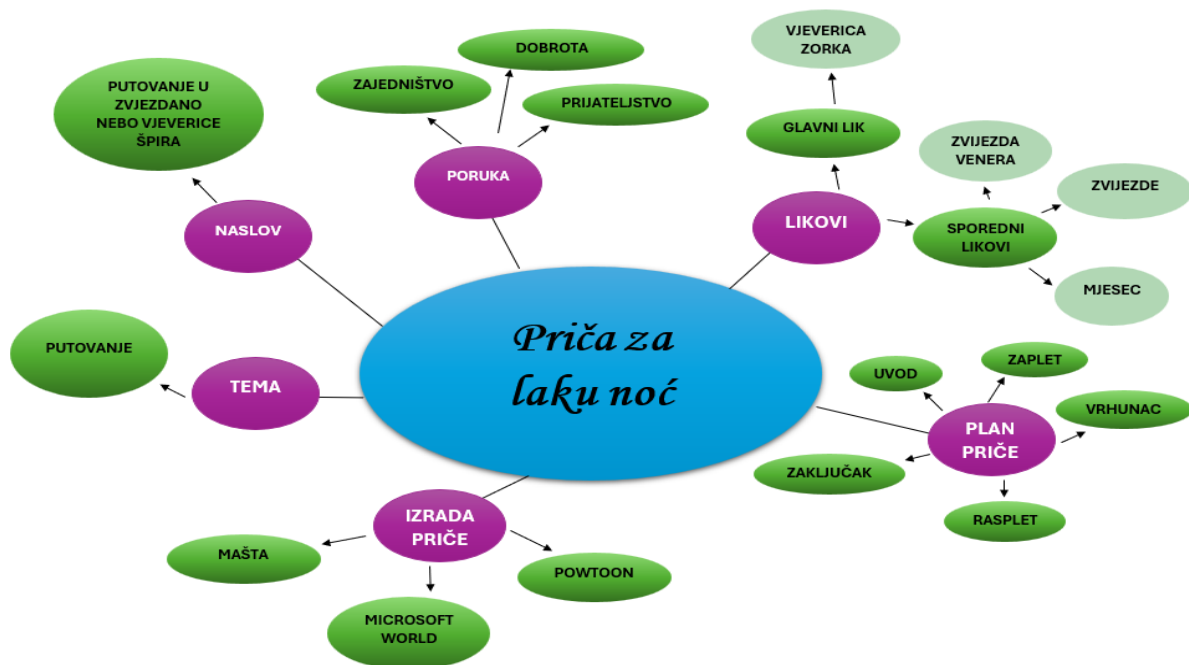 VJEVERICA
ZORKA
DOBROTA
ZAJEDNIŠTVO
PRIJATELJSTVO
PUTOVANJE U
ZVJEZDANO
NEBO VJEVERICE
ŠPIRA
GLAVNI LIK
ZVIJEZDA
VENERA
PORUKA
ZVIJEZDE
NASLOV
LIKOVI
SPOREDNI
LIKOVI
MJESEC
Priča za
laku noć
PUTOVANJE
TEMA
UVOD
ZAPLET
VRHUNAC
PLAN
PRIČE
ZAKLJUČAK
RASPLET
IZRADA
PRIČE
MAŠTA
POWTOON
MICROSOFT
WORLD